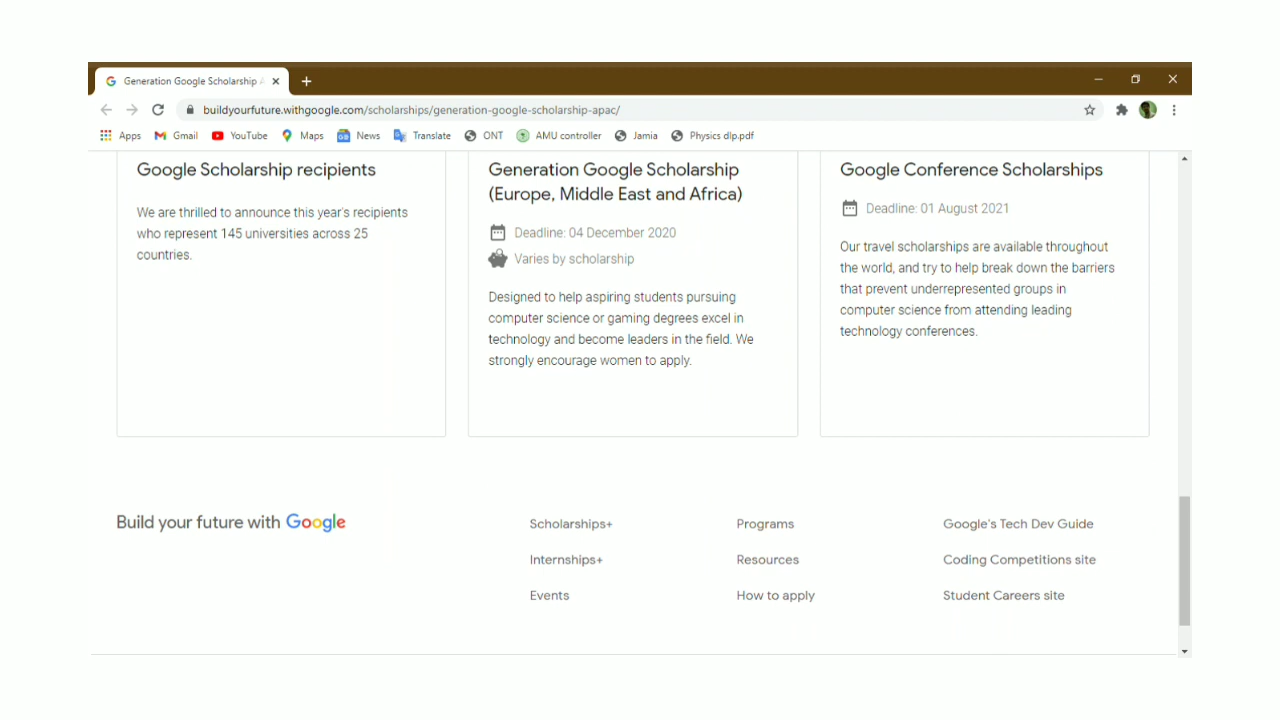 Generation Google Scholarship
buildyourfuture.withgoogle.com/scholarships/generation-google-scholarship-apac/
Apps Gmail YouTube Maps News Translate ONT AMU controller Jamia Physics dlp.pdf
Google Scholarship recipients
We are thrilled to announce this year's recipients
who represent 145 universities across 25
countries.
Generation Google Scholarship
(Europe, Middle East and Africa)
Deadline: 04 December 2020
Varies by scholarship
Designed to help aspiring students pursuing
computer science or gaming degrees excel in
technology and become leaders in the field. We
strongly encourage women to apply.
Google Conference Scholarships
Deadline: 01 August 2021
Our travel scholarships are available throughout
the world, and try to help break down the barriers
that prevent underrepresented groups in
computer science from attending leading
technology conferences.
Build your future with Google
Scholarships+
Internships+
Events
Programs
Resources
How to apply
Google's Tech Dev Guide
Coding Competitions site
Student Careers site